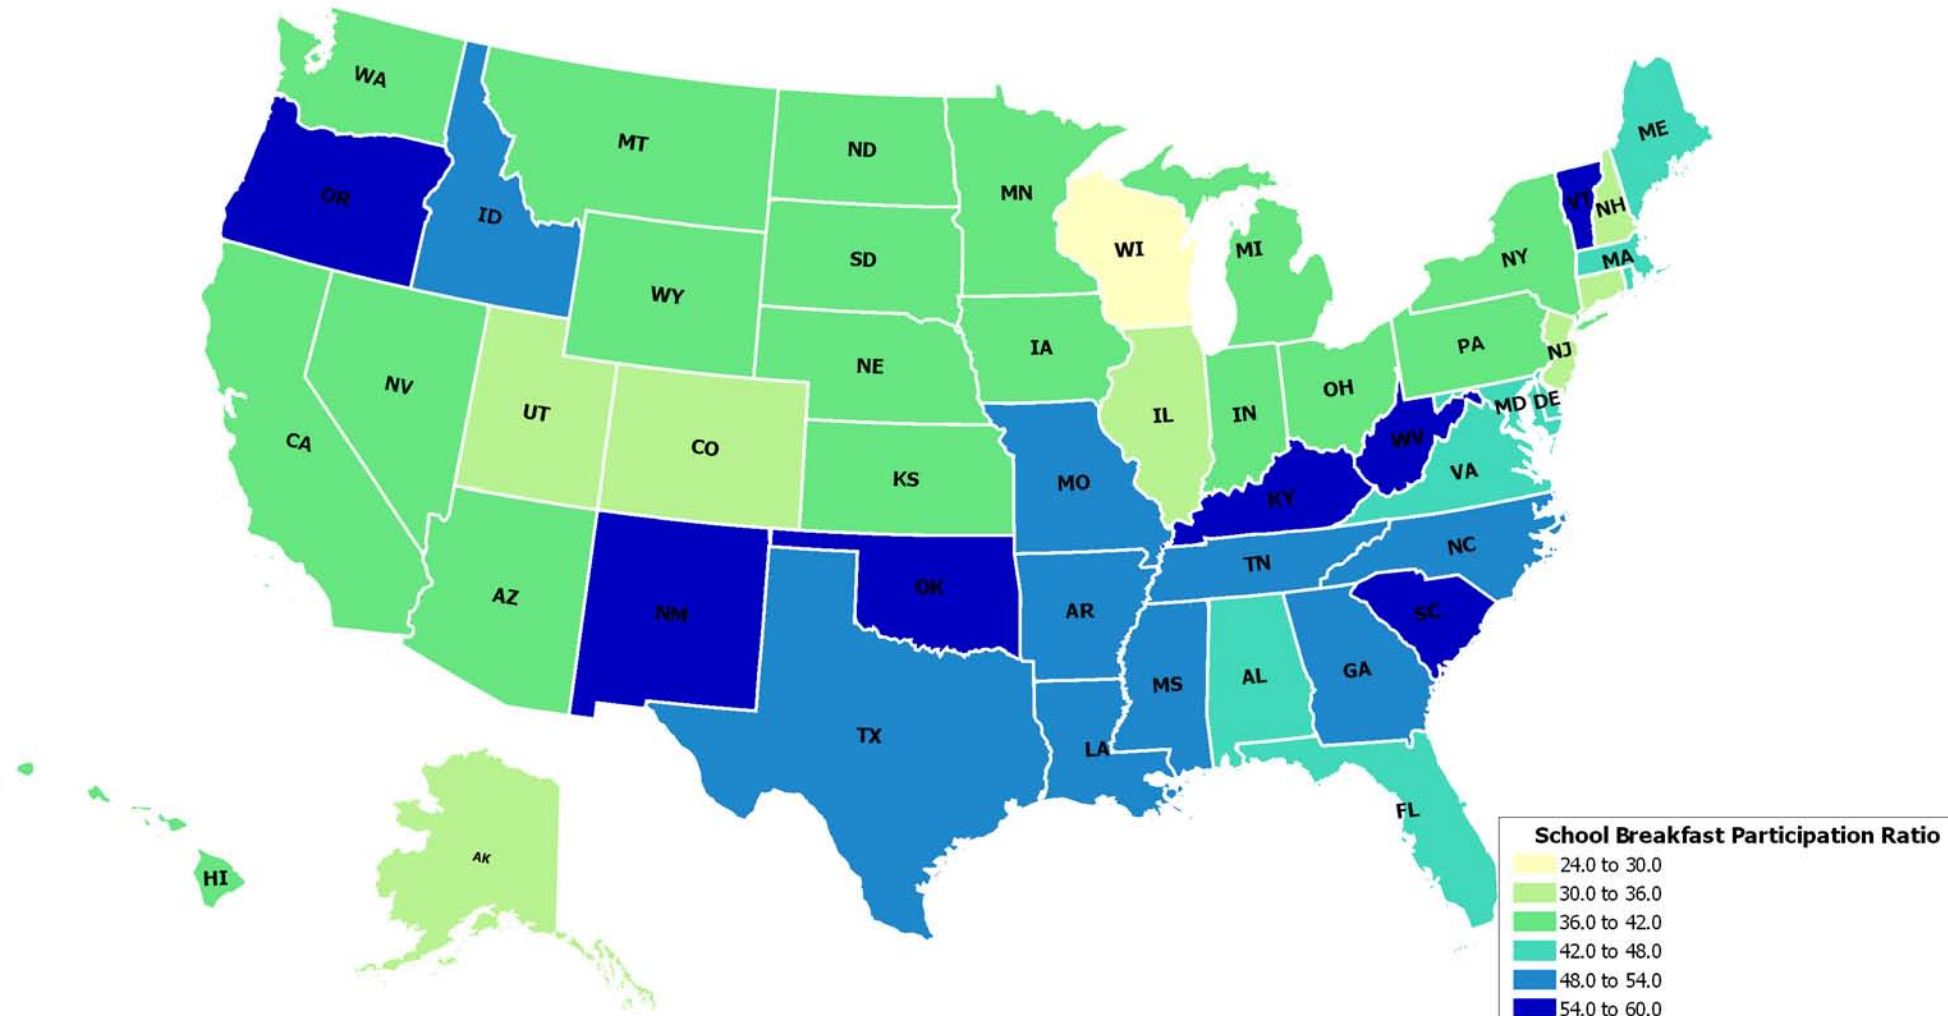 WA
MT
ND
MN
ME
OR
ID
SD
WI
MI
VT
NH
NY
MA
WY
NE
IA
PA
NJ
NV
UT
CO
KS
IL
IN
OH
MD
DE
CA
MO
KY
WV
VA
AZ
NM
OK
AR
TN
NC
SC
TX
LA
MS
AL
GA
FL
HI
AK
School Breakfast Participation Ratio
24.0 to 30.0
30.0 to 36.0
36.0 to 42.0
42.0 to 48.0
48.0 to 54.0
54.0 to 60.0